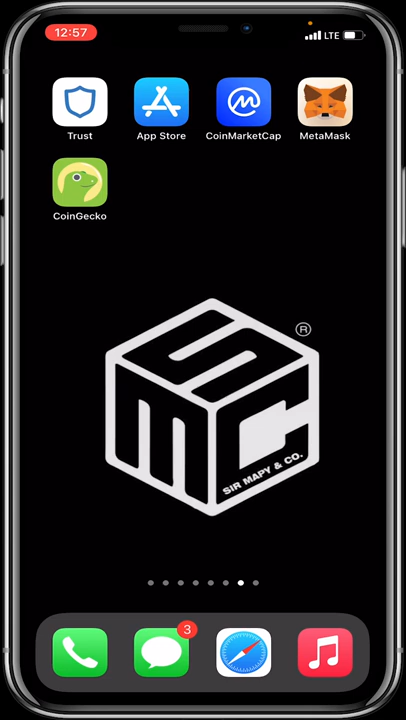 12:57
LTE
Trust
App Store
CoinMarketCap
MetaMask
CoinGecko
®
SMC
SIR MAPY & CO.
3